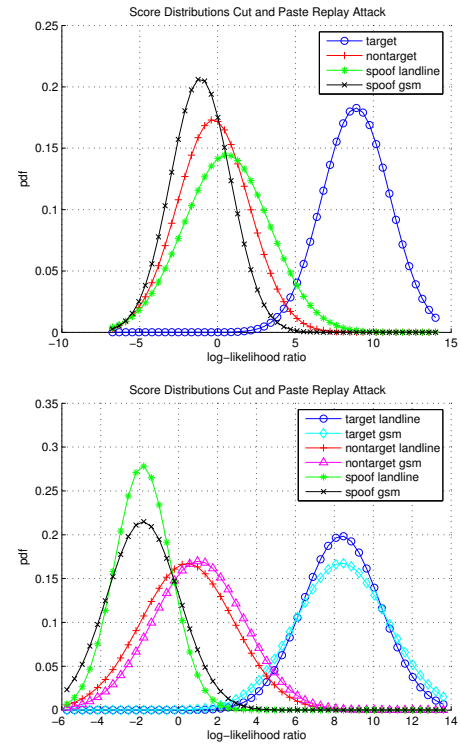 Score Distributions Cut and Paste Replay Attack
0.25
0.2
0.15
0.1
0.05
0
pdf
target
nontarget
spoof landline
spoof gsm
−10 −5 0 5 10 15
log−likelihood ratio
Score Distributions Cut and Paste Replay Attack
0.35
0.3
0.25
0.2
0.15
0.1
0.05
0
pdf
target landline
target gsm
nontarget landline
nontarget gsm
spoof landline
spoof gsm
−6 −4 −2 0 2 4 6 8 10 12 14
log−likelihood ratio